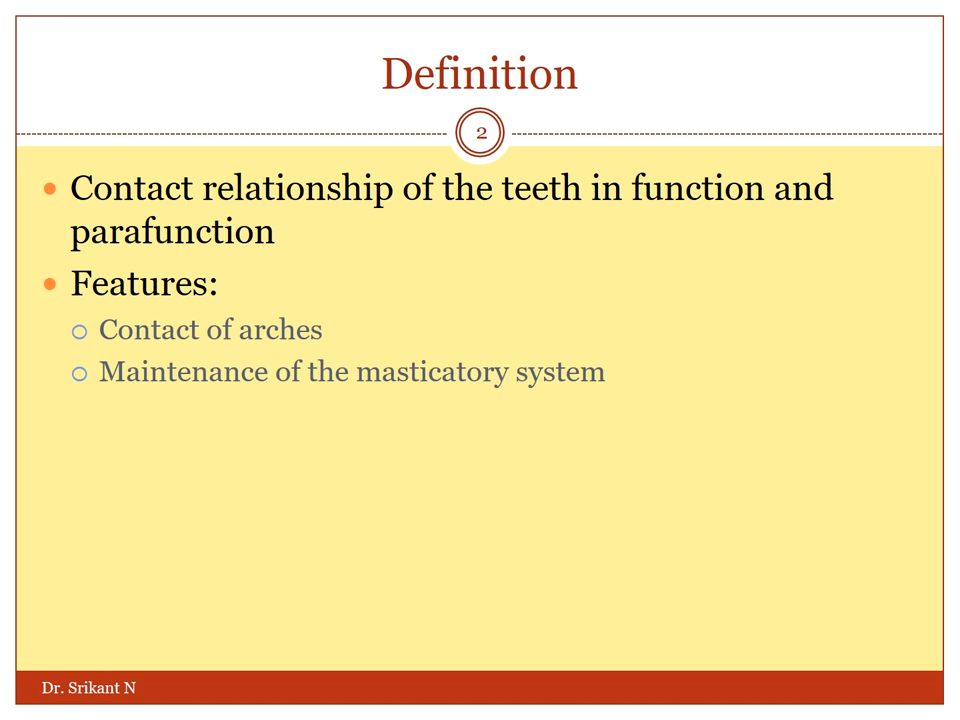 Definition
2
Contact relationship of the teeth in function and
parafunction
Features:
Contact of arches
Maintenance of the masticatory system
Dr. Srikant N